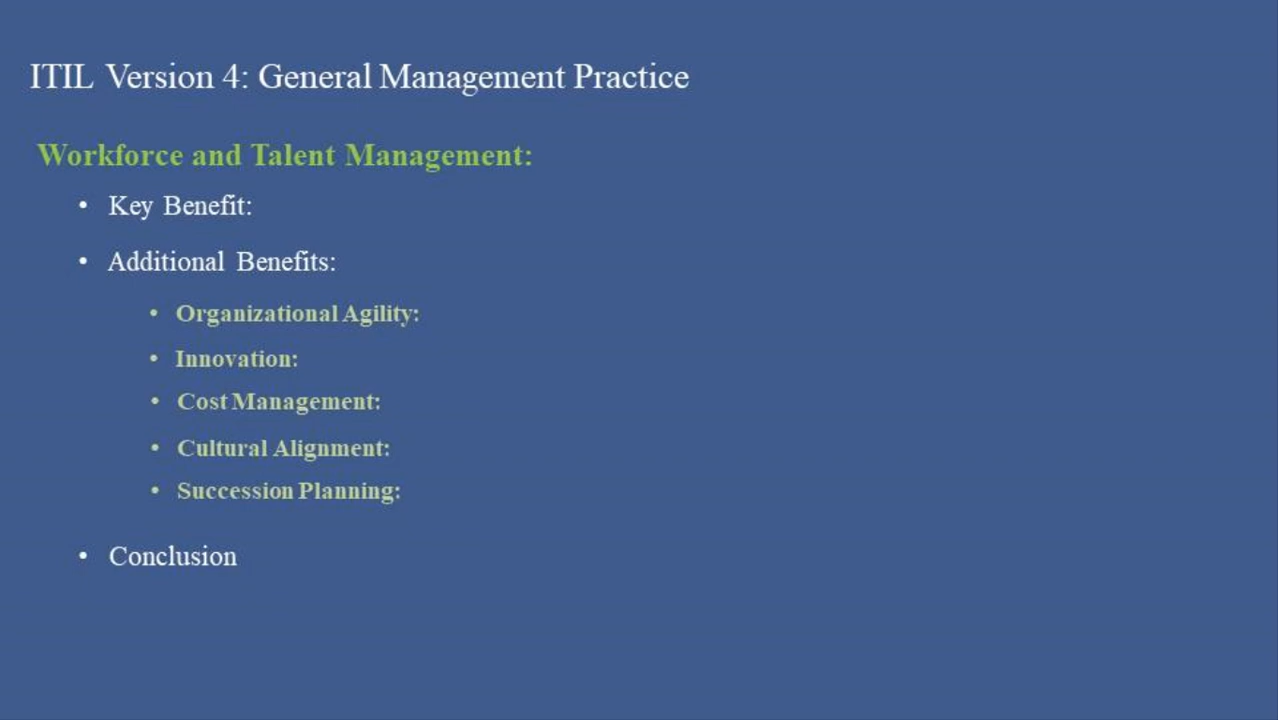 ITIL Version 4: General Management Practice
Workforce and Talent Management:
• Key Benefit:
• Additional Benefits:
• Organizational Agility:
• Innovation:
• Cost Management:
• Cultural Alignment:
• Succession Planning:
• Conclusion